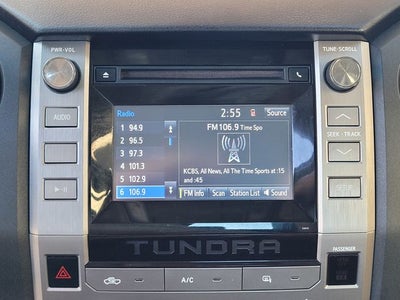 PWR•VOL
TUNE•SCROLL
AUDIO
Radio 2:55 Source
1 94.9
2 96.5
3 97.3
4 101.3
5 102.9
6 106.9
FM106.9 Time Spo
KCBS, All News, All The Time Sports at :15
and :45
FM Info Scan Station List Sound
SEEK • TRACK
SETUP
TUNDRA
A/C
PASSENGER